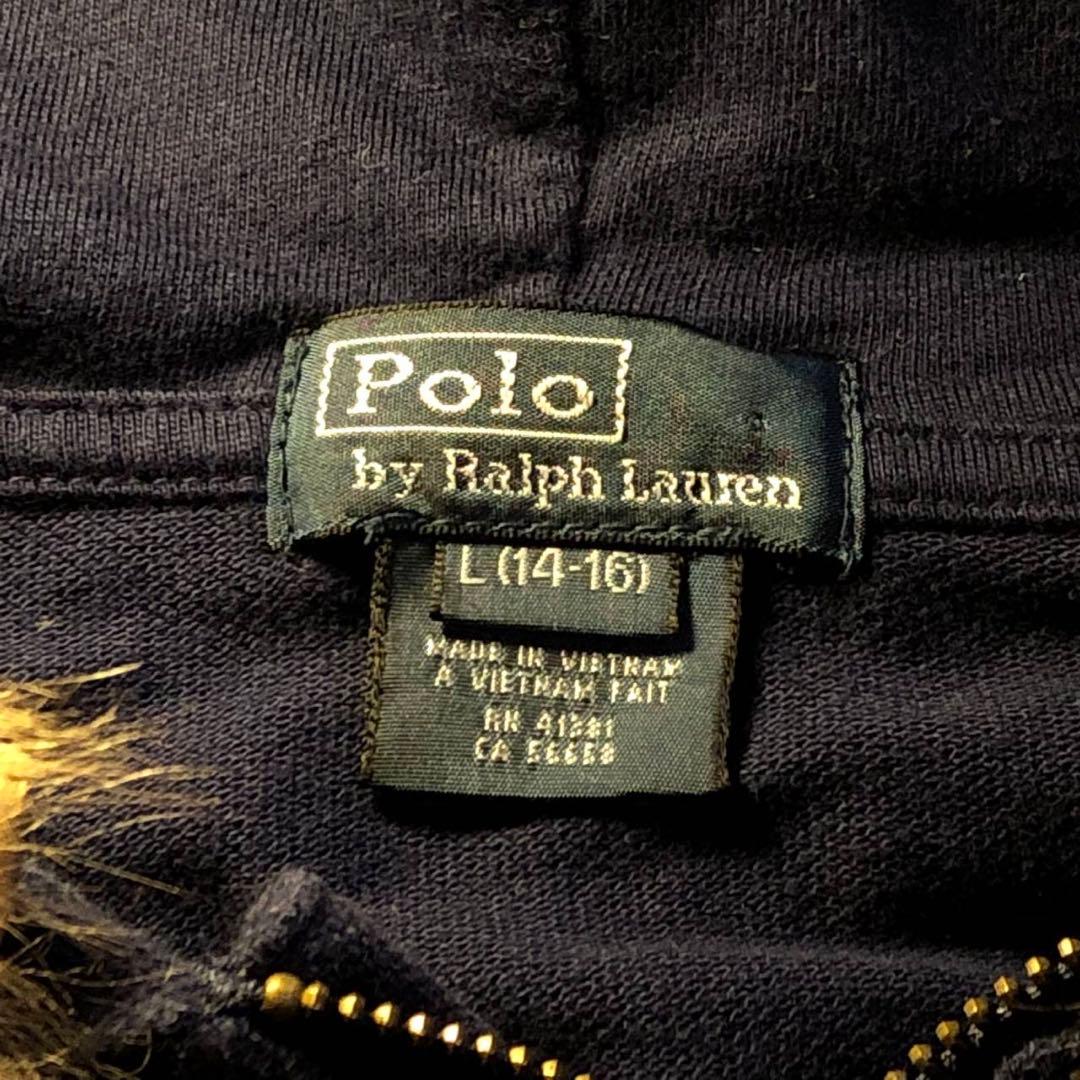 Polo
by Ralph Lauren
L (14-16)
MADE IN VIETNAM
A VIETNAM FAIT
RN 41381
CA 56658